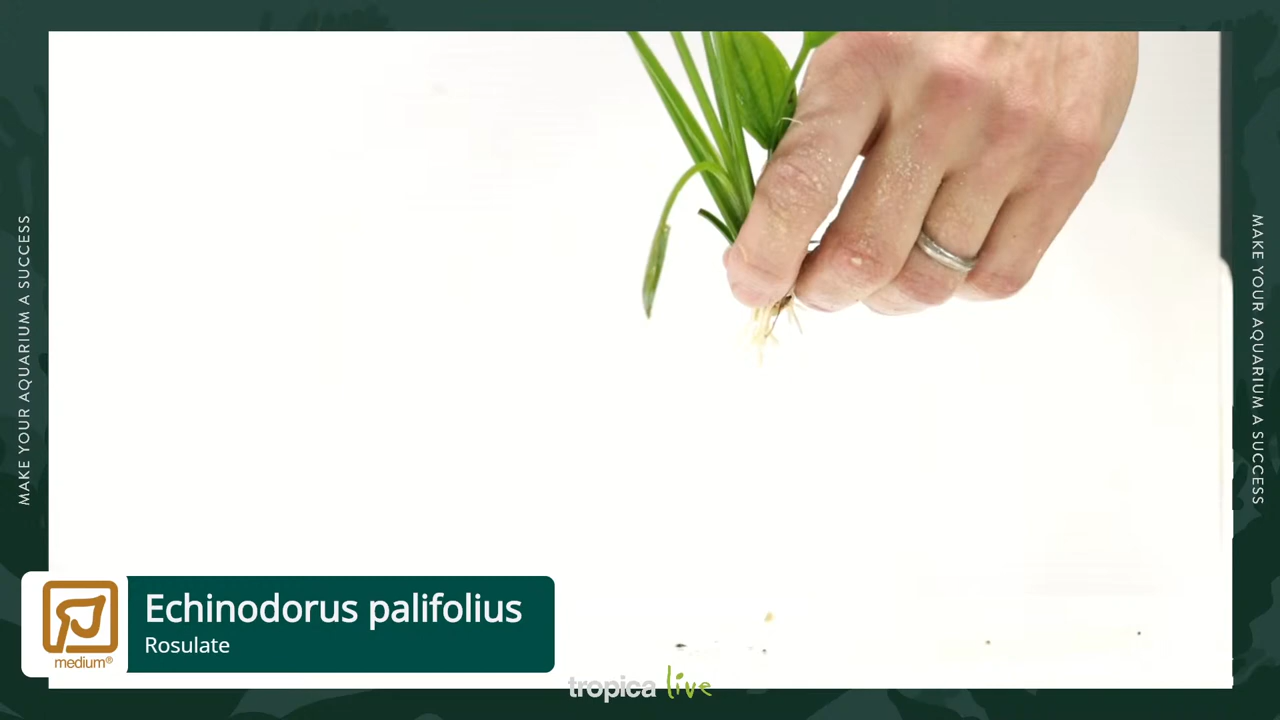 MAKE YOUR AQUARIUM A SUCCESS
MAKE YOUR AQUARIUM A SUCCESS
Echinodorus palifolius
Rosulate
medium®
tropica live